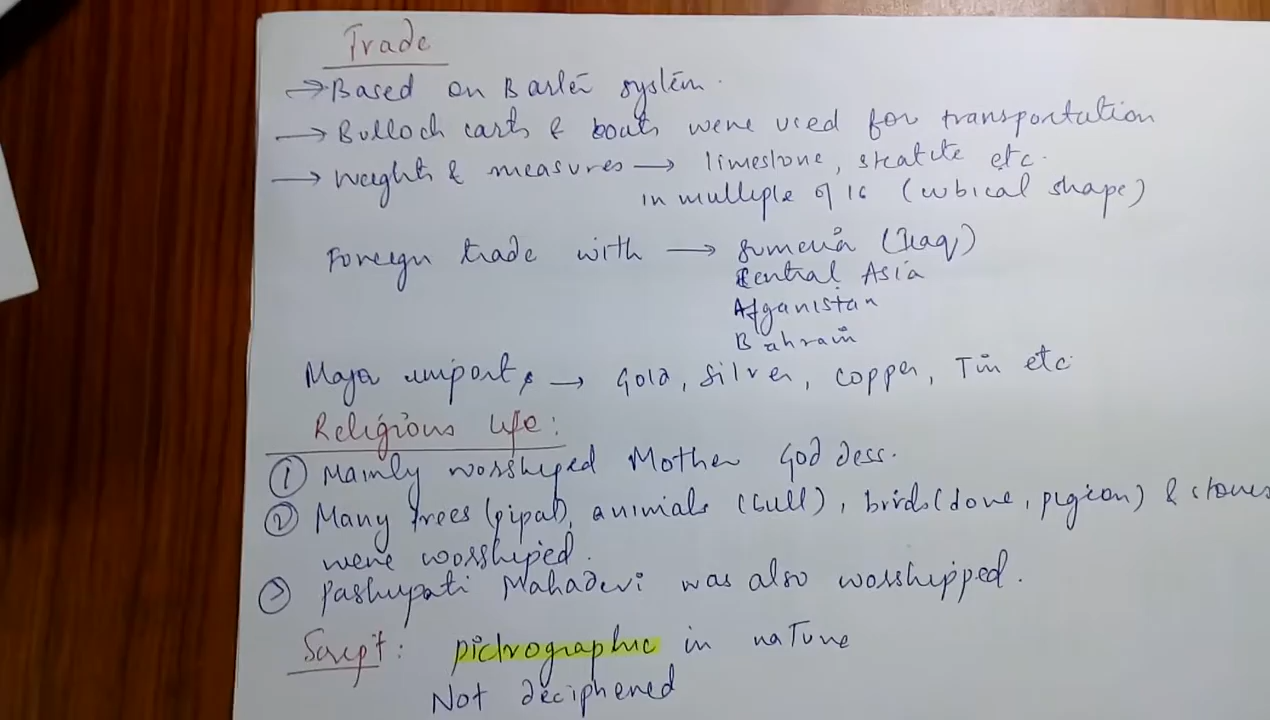 Trade
→ Based on Barter system.
→ Bullock carts & boats were used for transportation
→ Weights & measures → limestone, steatite etc.
in multiple of 16 (cubical shape)
Foreign trade with → Sumeria (Iraq)
Central Asia
Afganistan
Bahrain
Major imports → Gold, Silver, copper, Tin etc
Religious life:
① Mainly worshiped Mother Goddess.
② Many trees (pipal), animals (bull), birds (dove, pigeon) & stones
were worshiped.
③ Pashupati Mahadevi was also worshipped.
Script: pictrographic in nature
Not deciphered